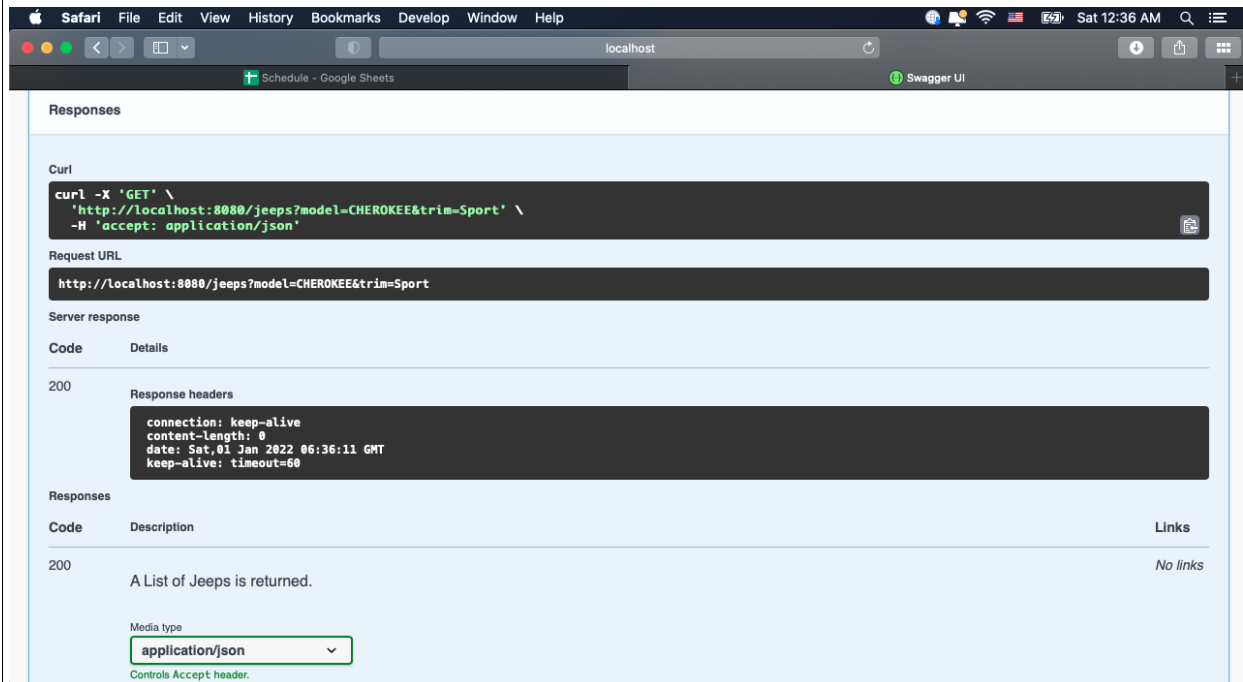 Safari File Edit View History Bookmarks Develop Window Help Sat 12:36 AM
localhost
Schedule - Google Sheets Swagger UI
Responses
Curl
curl -X 'GET' \
'http://localhost:8080/jeeps?model=CHEROKEE&trim=Sport' \
-H 'accept: application/json'
Request URL
http://localhost:8080/jeeps?model=CHEROKEE&trim=Sport
Server response
Code Details
200
Response headers
connection: keep-alive
content-length: 0
date: Sat,01 Jan 2022 06:36:11 GMT
keep-alive: timeout=60
Responses
Code Description Links
200 No links
A List of Jeeps is returned.
Media type
application/json
Controls Accept header.